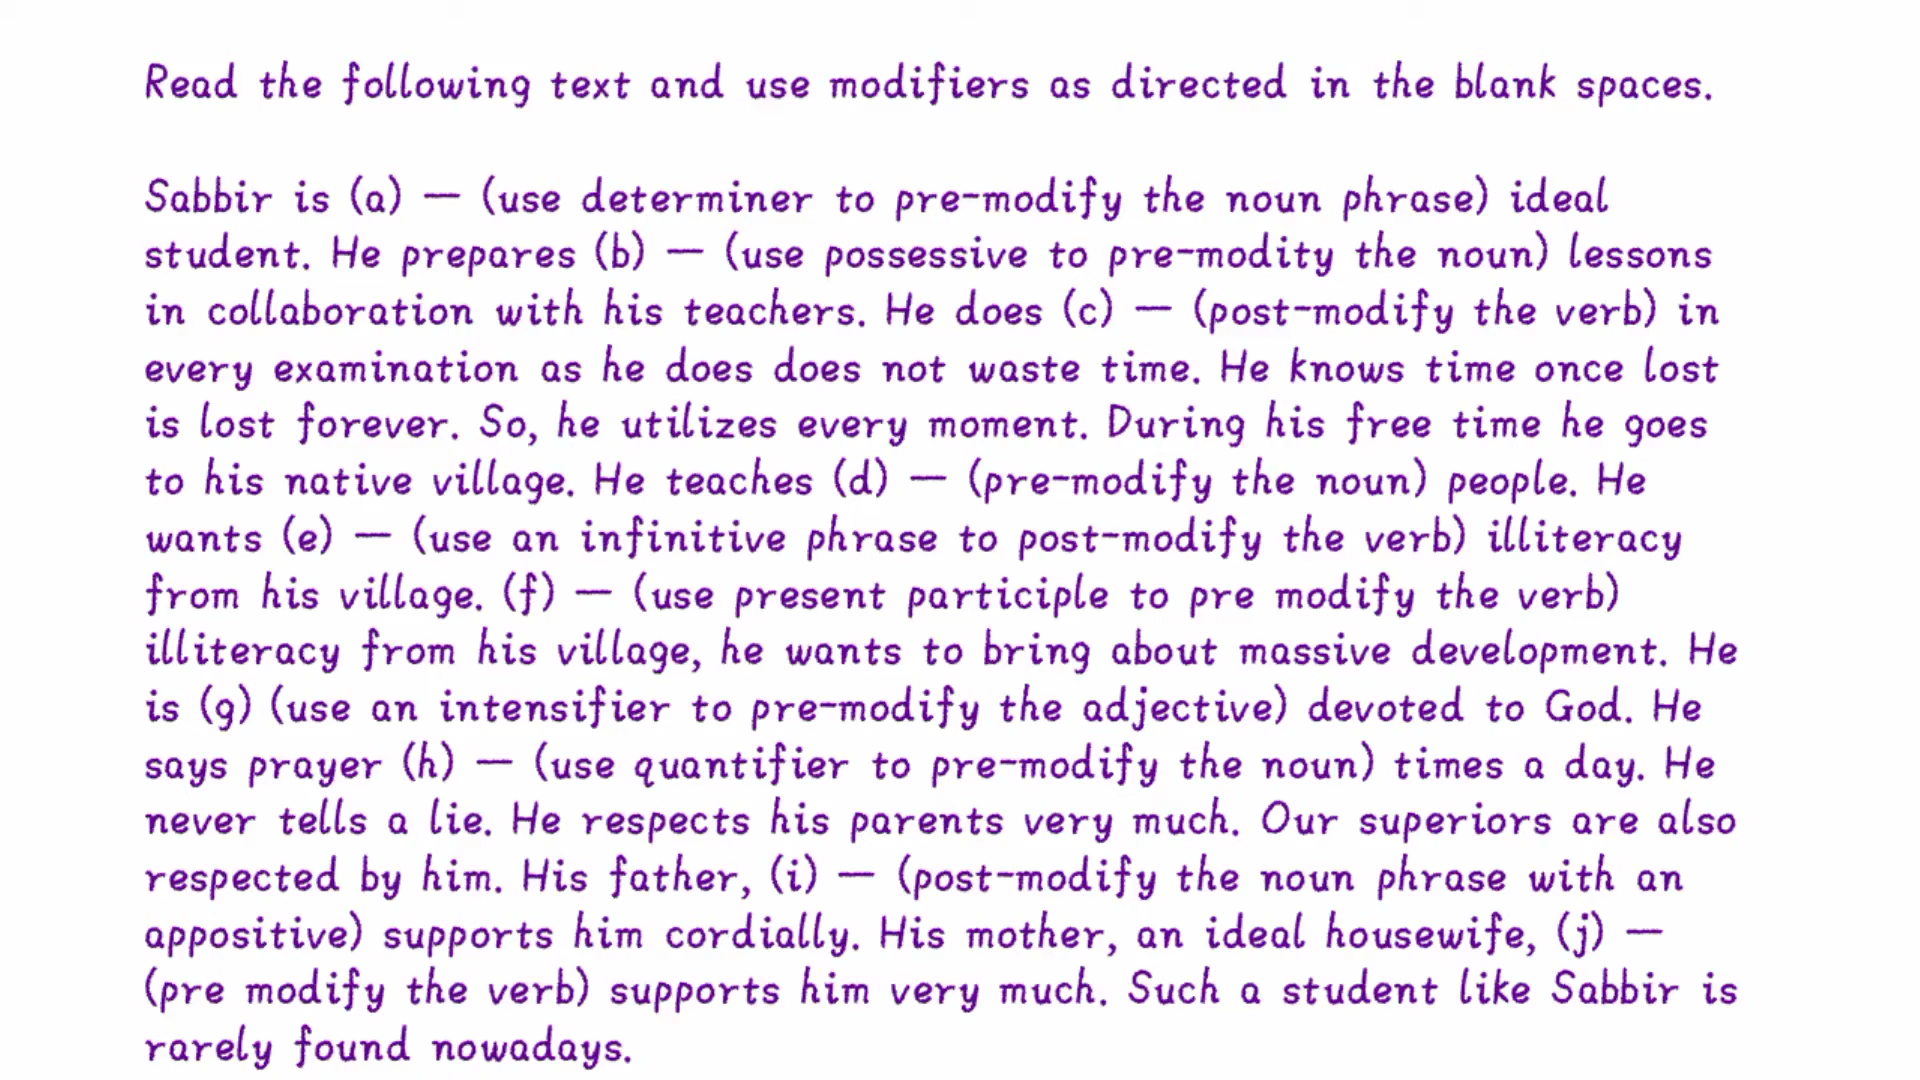 Read the following text and use modifiers as directed in the blank spaces.
Sabbir is (a) — (use determiner to pre-modify the noun phrase) ideal
student. He prepares (b) — (use possessive to pre-modity the noun) lessons
in collaboration with his teachers. He does (c) — (post-modify the verb) in
every examination as he does does not waste time. He knows time once lost
is lost forever. So, he utilizes every moment. During his free time he goes
to his native village. He teaches (d) — (pre-modify the noun) people. He
wants (e) — (use an infinitive phrase to post-modify the verb) illiteracy
from his village. (f) — (use present participle to pre modify the verb)
illiteracy from his village, he wants to bring about massive development. He
is (g) (use an intensifier to pre-modify the adjective) devoted to God. He
says prayer (h) — (use quantifier to pre-modify the noun) times a day. He
never tells a lie. He respects his parents very much. Our superiors are also
respected by him. His father, (i) — (post-modify the noun phrase with an
appositive) supports him cordially. His mother, an ideal housewife, (j) —
(pre modify the verb) supports him very much. Such a student like Sabbir is
rarely found nowadays.